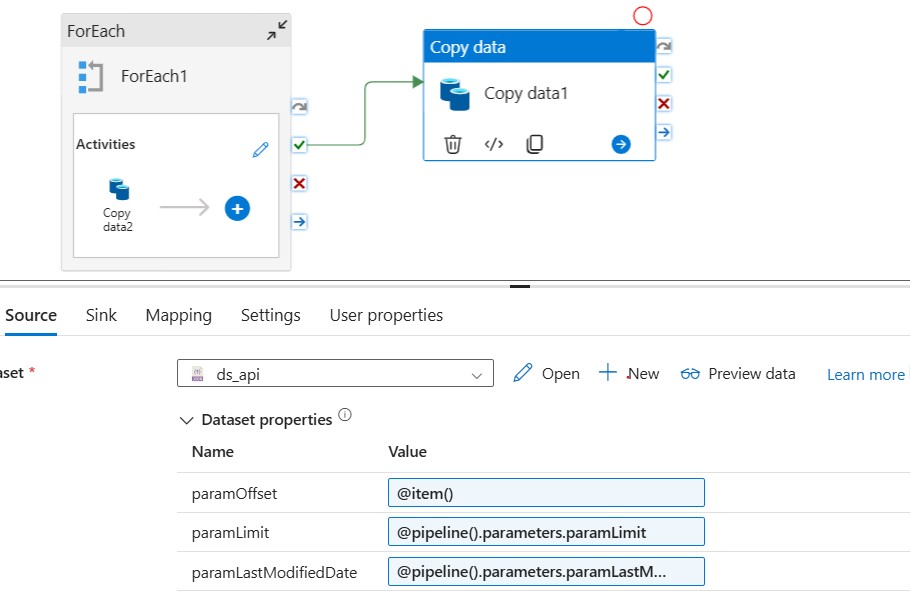 ForEach
ForEach1
Activities
Copy
data2
Copy data
Copy data1
Source Sink Mapping Settings User properties
aset * ds_api Open New Preview data Learn more
Dataset properties
Name Value
paramOffset @item()
paramLimit @pipeline().parameters.paramLimit
paramLastModifiedDate @pipeline().parameters.paramLastM...